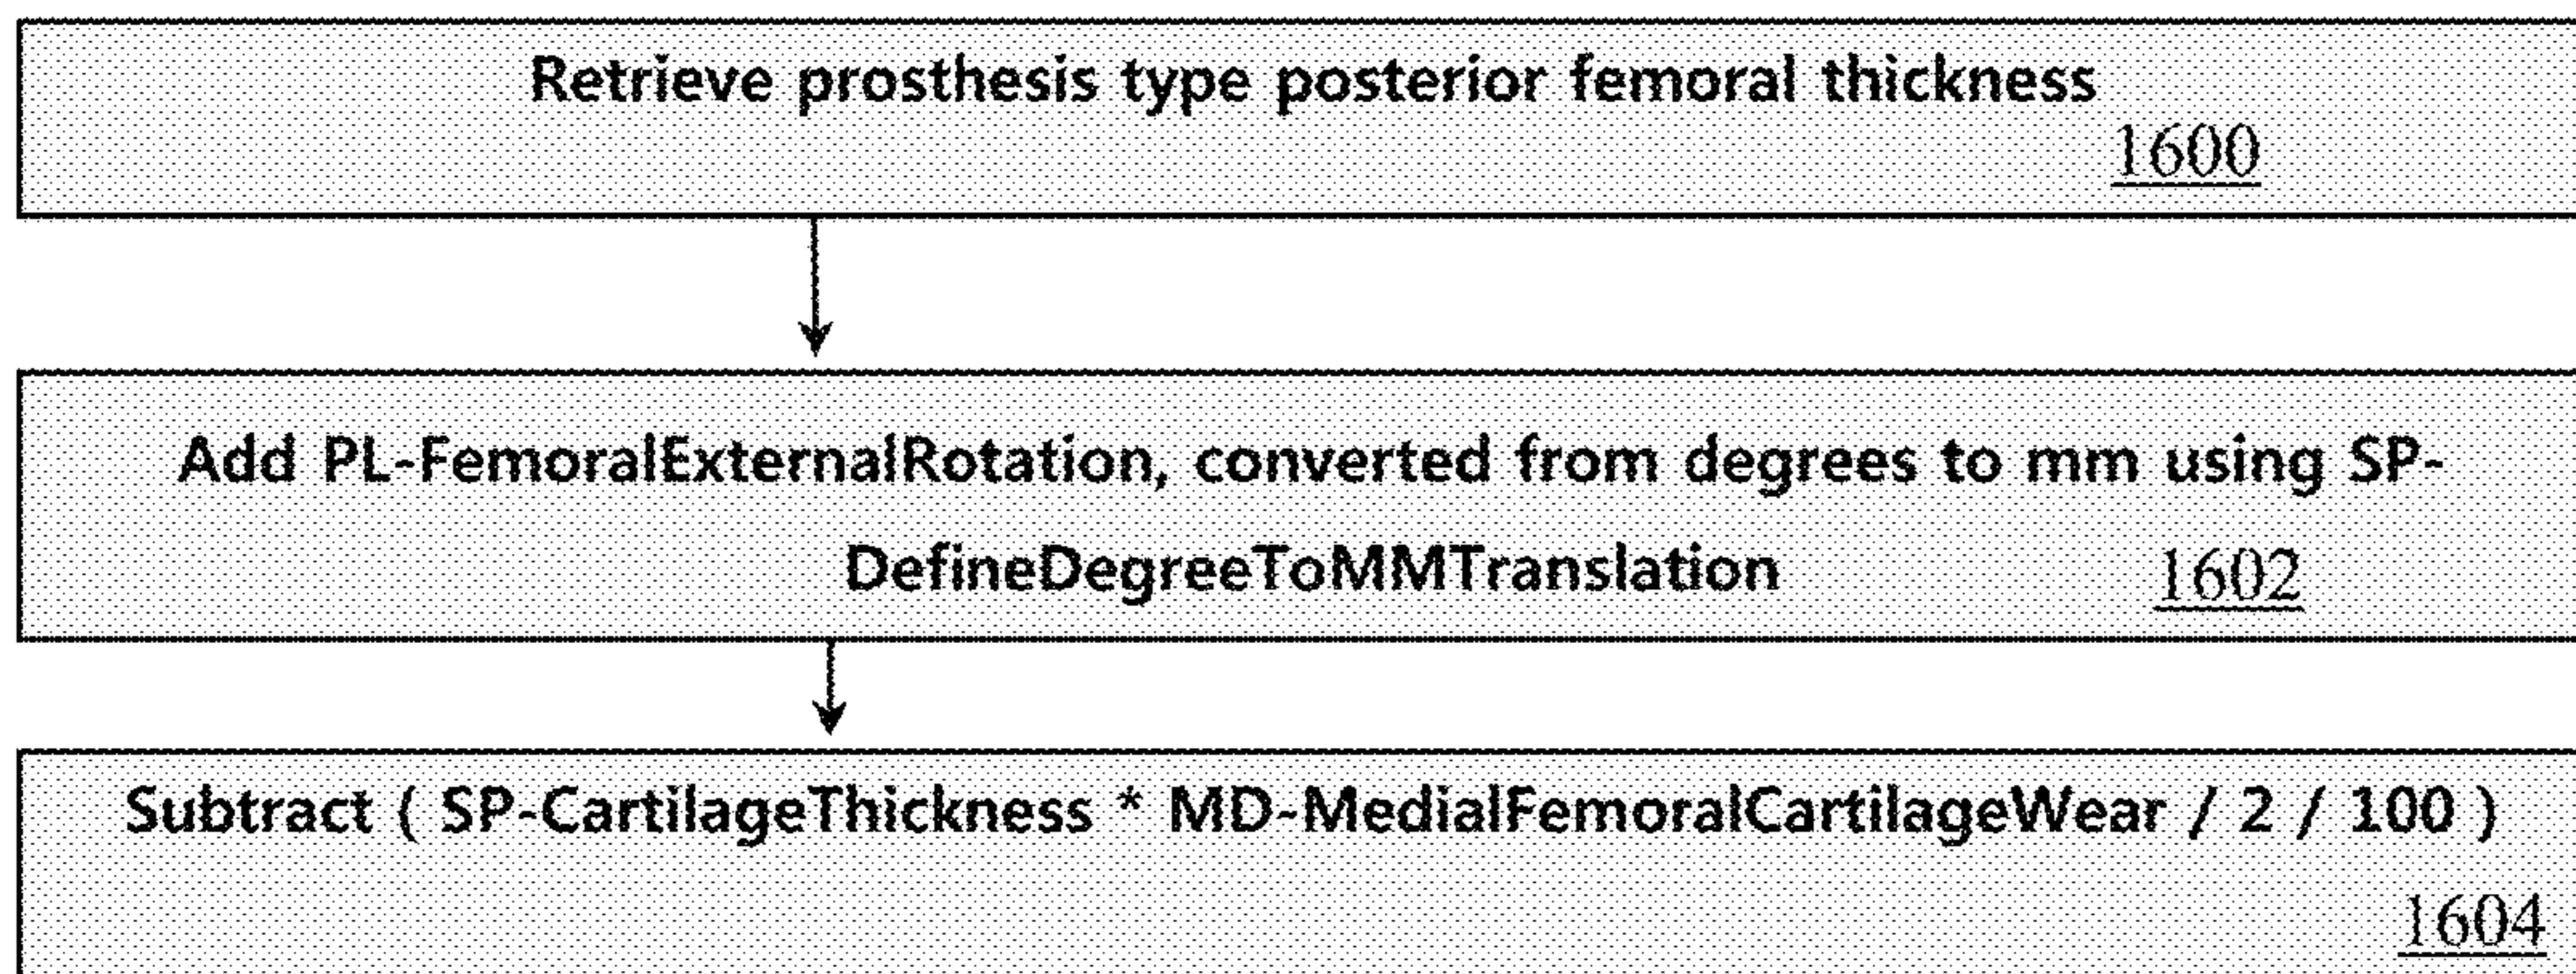 Retrieve prosthesis type posterior femoral thickness
1600
Add PL-FemoralExternalRotation, converted from degrees to mm using SP-
DefineDegreeToMMTranslation 1602
Subtract ( SP-CartilageThickness * MD-MedialFemoralCartilageWear / 2 / 100 )
1604